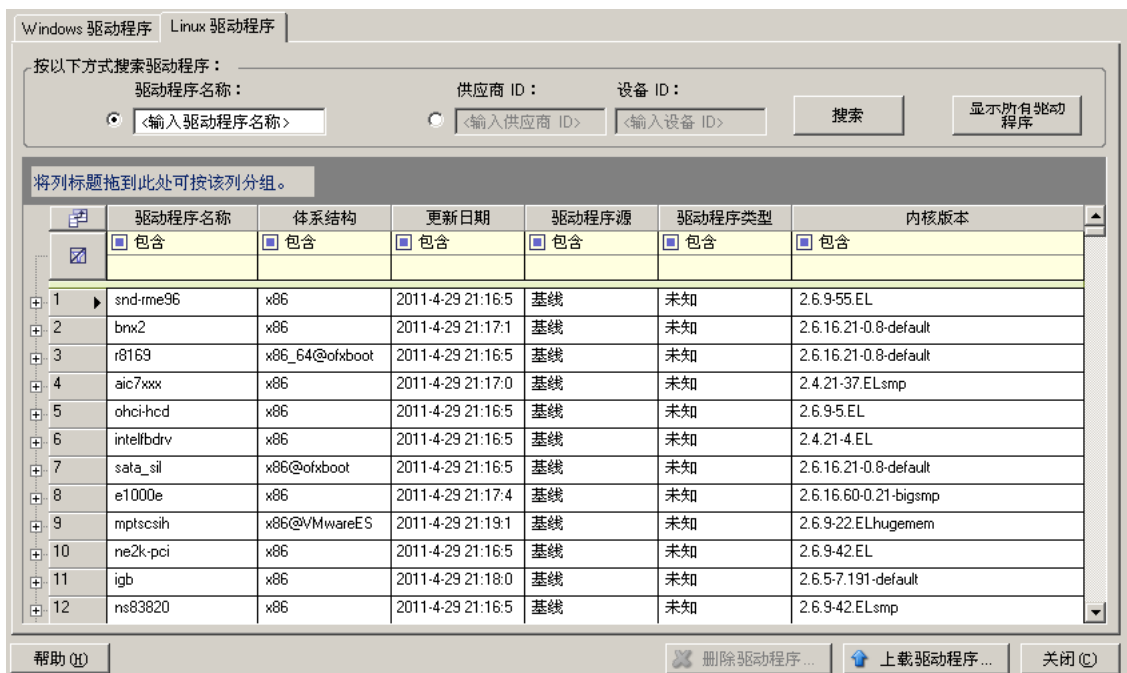 Windows 驱动程序 Linux 驱动程序
按以下方式搜索驱动程序：
驱动程序名称： 供应商 ID： 设备 ID：
<输入驱动程序名称> <输入供应商 ID> <输入设备 ID> 搜索 显示所有驱动
程序
将列标题拖到此处可按该列分组。
驱动程序名称 体系结构 更新日期 驱动程序源 驱动程序类型 内核版本
包含 包含 包含 包含 包含 包含
1 snd-rme96 x86 2011-4-29 21:16:5 基线 未知 2.6.9-55.EL
2 bnx2 x86 2011-4-29 21:17:1 基线 未知 2.6.16.21-0.8-default
3 r8169 x86_64@ofxboot 2011-4-29 21:16:5 基线 未知 2.6.16.21-0.8-default
4 aic7xxx x86 2011-4-29 21:17:0 基线 未知 2.4.21-37.ELsmp
5 ohci-hcd x86 2011-4-29 21:16:5 基线 未知 2.6.9-5.EL
6 intelfbdrv x86 2011-4-29 21:16:5 基线 未知 2.4.21-4.EL
7 sata_sil x86@ofxboot 2011-4-29 21:16:5 基线 未知 2.6.16.21-0.8-default
8 e1000e x86 2011-4-29 21:17:4 基线 未知 2.6.16.60-0.21-bigsmp
9 mptscsih x86@VMwareES 2011-4-29 21:19:1 基线 未知 2.6.9-22.ELhugemem
10 ne2k-pci x86 2011-4-29 21:16:5 基线 未知 2.6.9-42.EL
11 igb x86 2011-4-29 21:18:0 基线 未知 2.6.5-7.191-default
12 ns83820 x86 2011-4-29 21:16:5 基线 未知 2.6.9-42.ELsmp
帮助(H) 删除驱动程序... 上载驱动程序... 关闭(C)